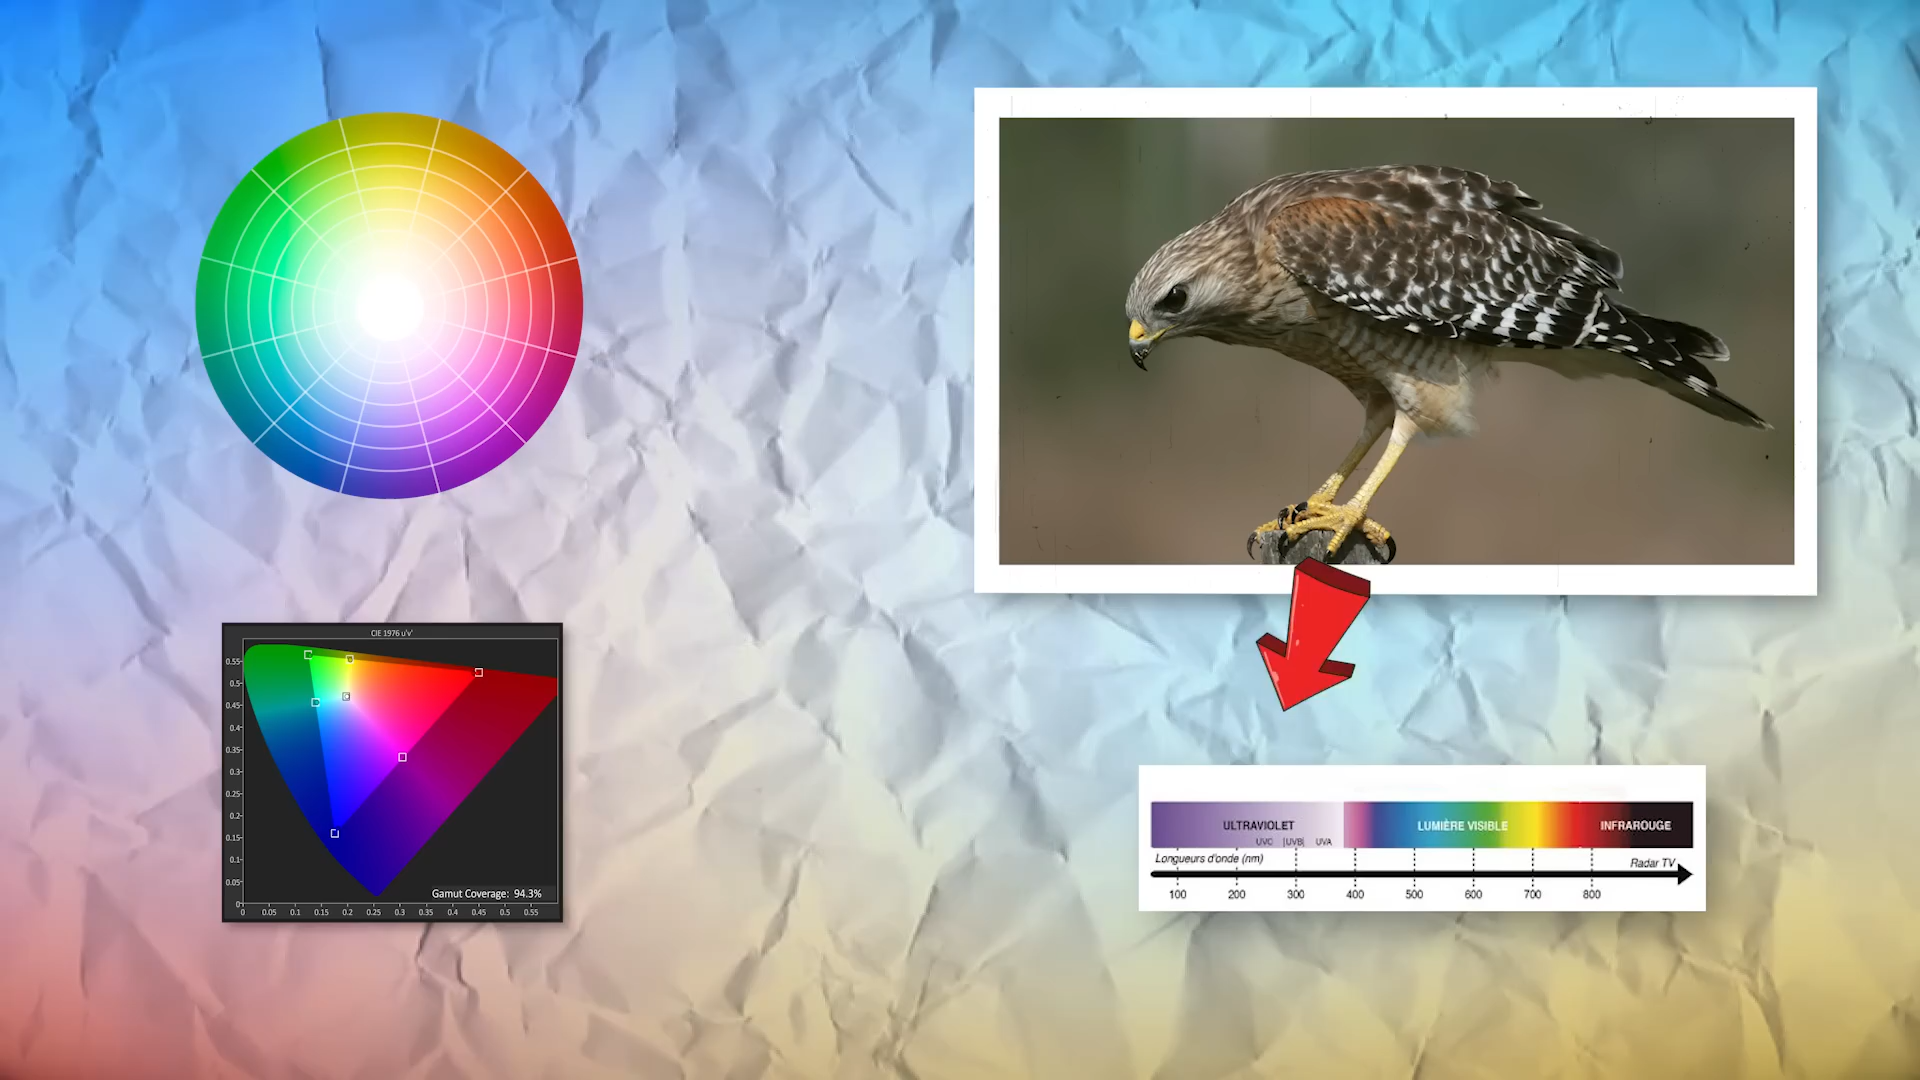 CIE 1976 u'v'
0.55
0.5
0.45
0.4
0.35
0.3
0.25
0.2
0.15
0.1
0.05
0
Gamut Coverage: 94.3%
0 0.05 0.1 0.15 0.2 0.25 0.3 0.35 0.4 0.45 0.5 0.55
ULTRAVIOLET LUMIÈRE VISIBLE INFRAROUGE
UVC |UVB| UVA
Longueurs d'onde (nm) Radar TV
100 200 300 400 500 600 700 800